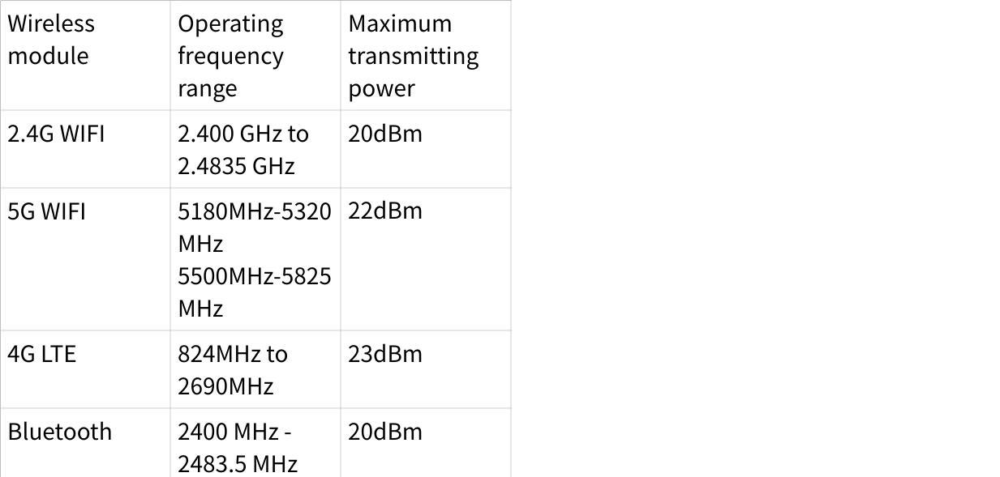 Wireless module
Operating frequency range
Maximum transmitting power
2.4G WIFI
2.400 GHz to 2.4835 GHz
20dBm
5G WIFI
5180MHz-5320 MHz
5500MHz-5825 MHz
22dBm
4G LTE
824MHz to 2690MHz
23dBm
Bluetooth
2400 MHz - 2483.5 MHz
20dBm